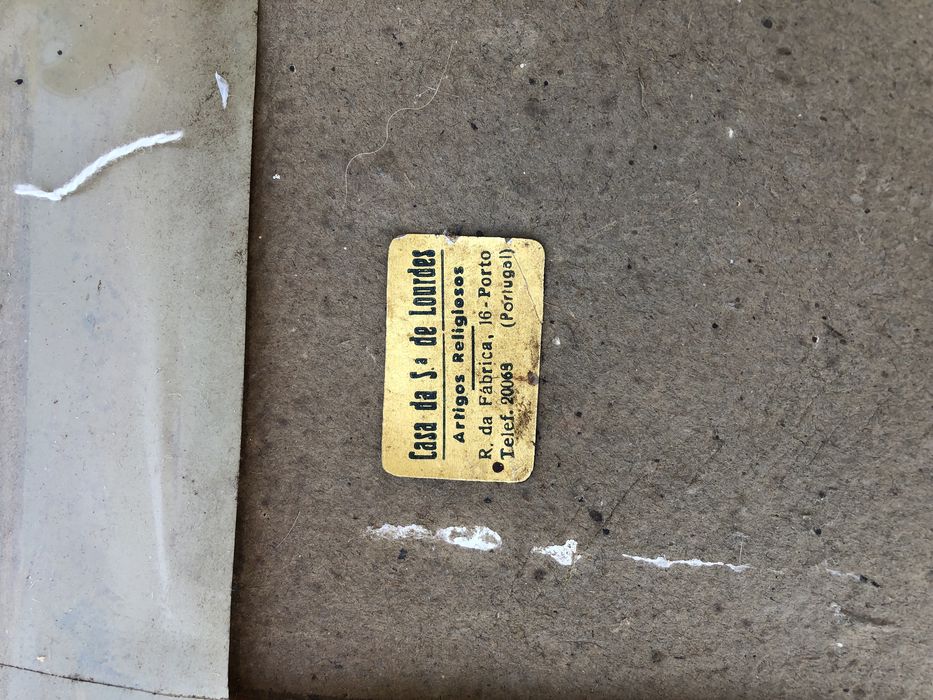 Casa da S.ª de Lourdes
Artigos Religiosos
R. da Fábrica, 16 - Porto
Telef. 20069 (Portugal)